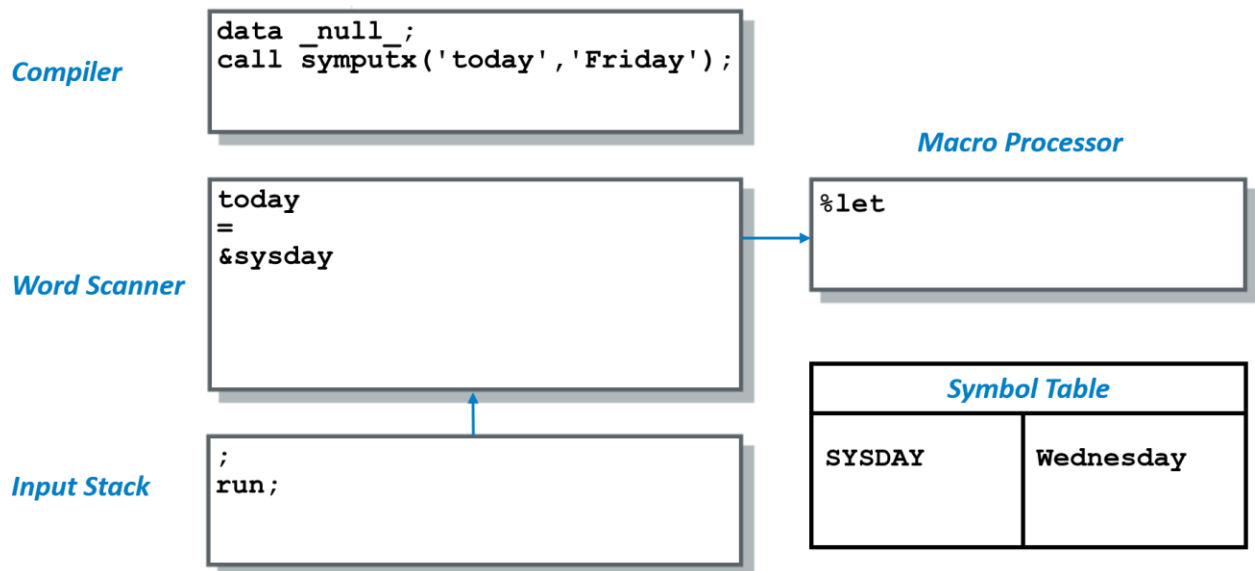 Compiler
data _null_;
call symputx('today','Friday');
Macro Processor
%let
Word Scanner
today
=
&sysday
Symbol Table
SYSDAY Wednesday
Input Stack
;
run;